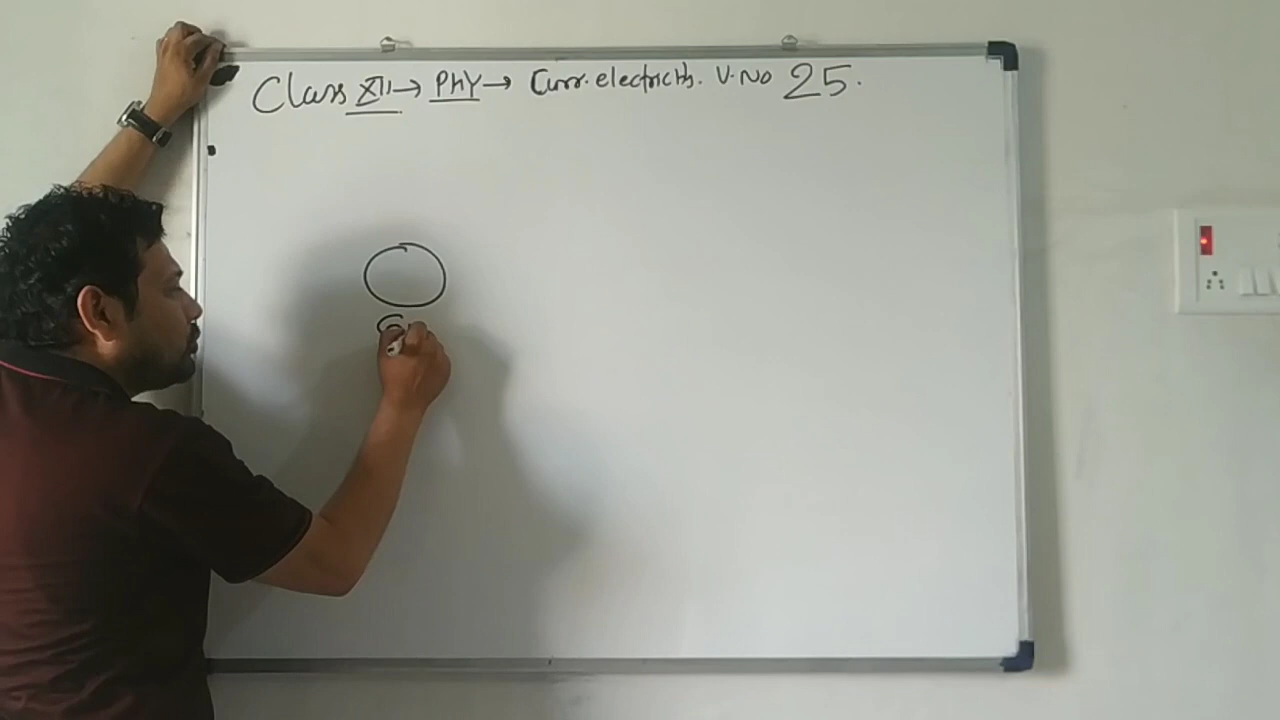 Class XII → PHY → Curr. electricity. V.No 25.